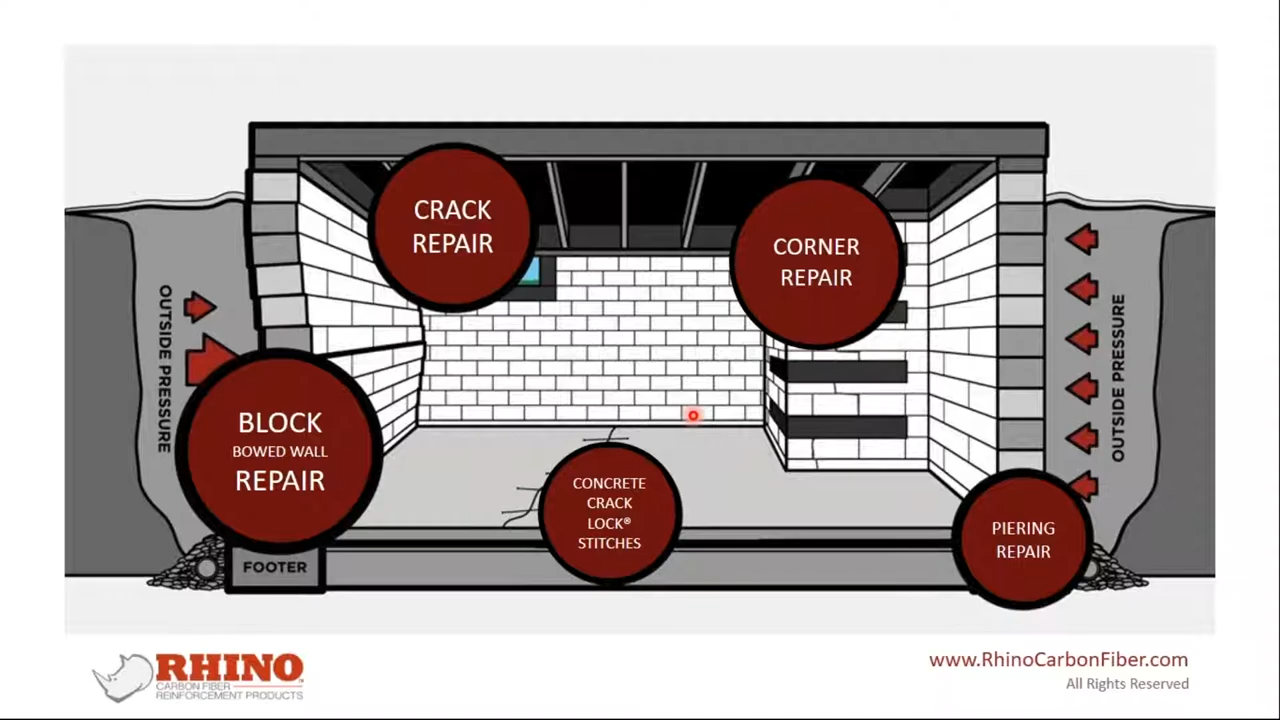 CRACK
REPAIR
CORNER
REPAIR
OUTSIDE PRESSURE
OUTSIDE PRESSURE
BLOCK
BOWED WALL
REPAIR
CONCRETE
CRACK
LOCK®
STITCHES
PIERING
REPAIR
FOOTER
RHINO
CARBON FIBER
REINFORCEMENT PRODUCTS
www.RhinoCarbonFiber.com
All Rights Reserved